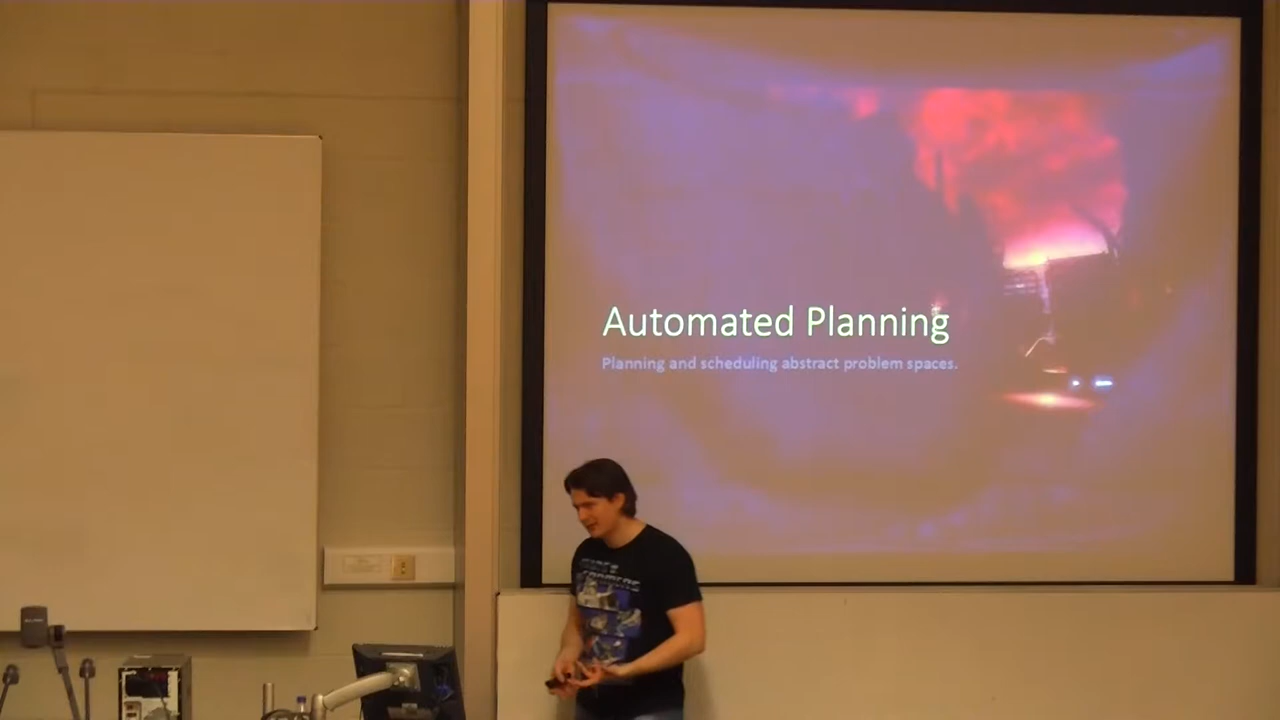 Automated Planning
Planning and scheduling abstract problem spaces.